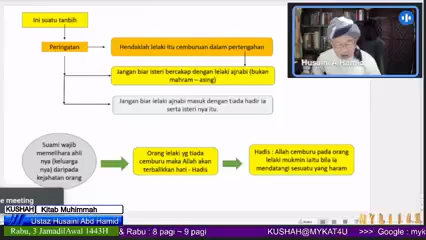 Ini suatu tanbih
Peringatan
Hendaklah lelaki itu cemburuan dalam pertengahan
Jangan biar isteri bercakap dengan lelaki ajnabi (bukan
mahram – asing)
Jangan biar lelaki ajnabi masuk dengan tiada hadir ia
serta isteri nya itu.
Suami wajib
memelihara ahli
nya (keluarga
nya) daripada
kejahatan orang
Orang lelaki yg tiada
cemburu maka Allah akan
terbalikkan hati - Hadis
Hadis : Allah cemburu pada orang
lelaki mukmin iaitu bila ia
mendatangi sesuatu yang haram
Husaini A Hamid
e meeting
KUSHAH Kitab Muhimmah
Ustaz Husaini Abd Hamid
Rabu, 3 JamadilAwal 1443H
& Rabu : 8 pagi ~ 9 pagi
KUSHAH@MYKAT4U
> Google : myk